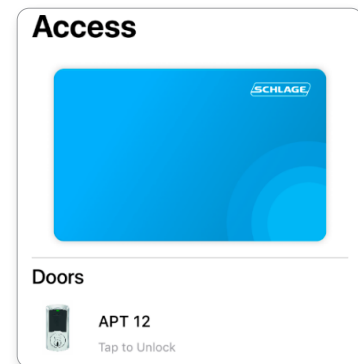 Access
SCHLAGE
Doors
APT 12
Tap to Unlock